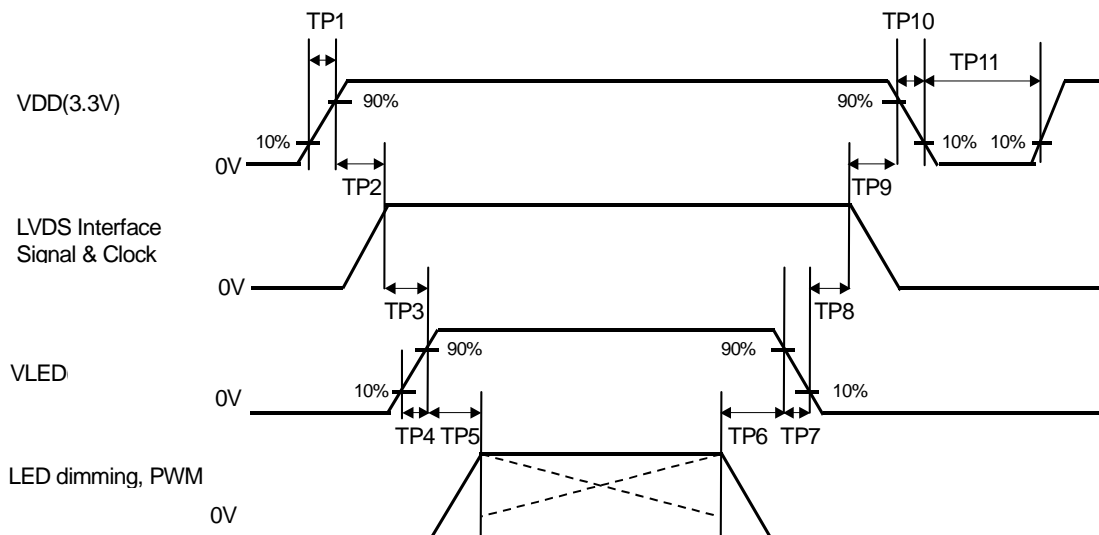 TP1
TP10
TP11
VDD(3.3V)
90%
90%
10%
10%
10%
0V
TP2
TP9
LVDS Interface
Signal & Clock
0V
TP3
TP8
90%
90%
VLED
10%
10%
0V
TP4
TP5
TP6
TP7
LED dimming, PWM
0V